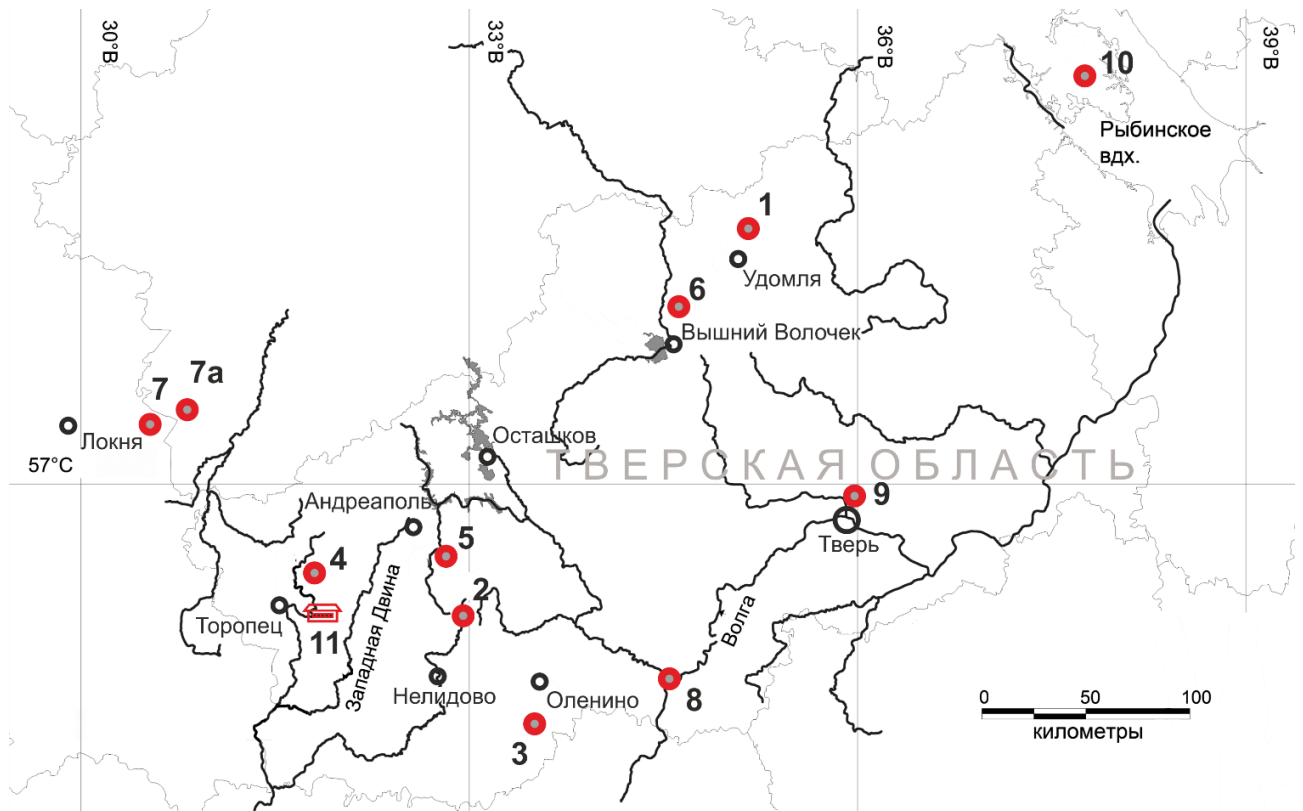 30°В
33°В
36°В
39°В
10
Рыбинское
вдх.
1
Удомля
6
Вышний Волочек
7а
7
Локня
Осташков
57°С
ТВЕРСКАЯ ОБЛАСТЬ
Андреаполь
9
Тверь
5
4
2
Торопец
11
Западная Двина
Волга
Нелидово
Оленино
8
3
0 50 100
километры